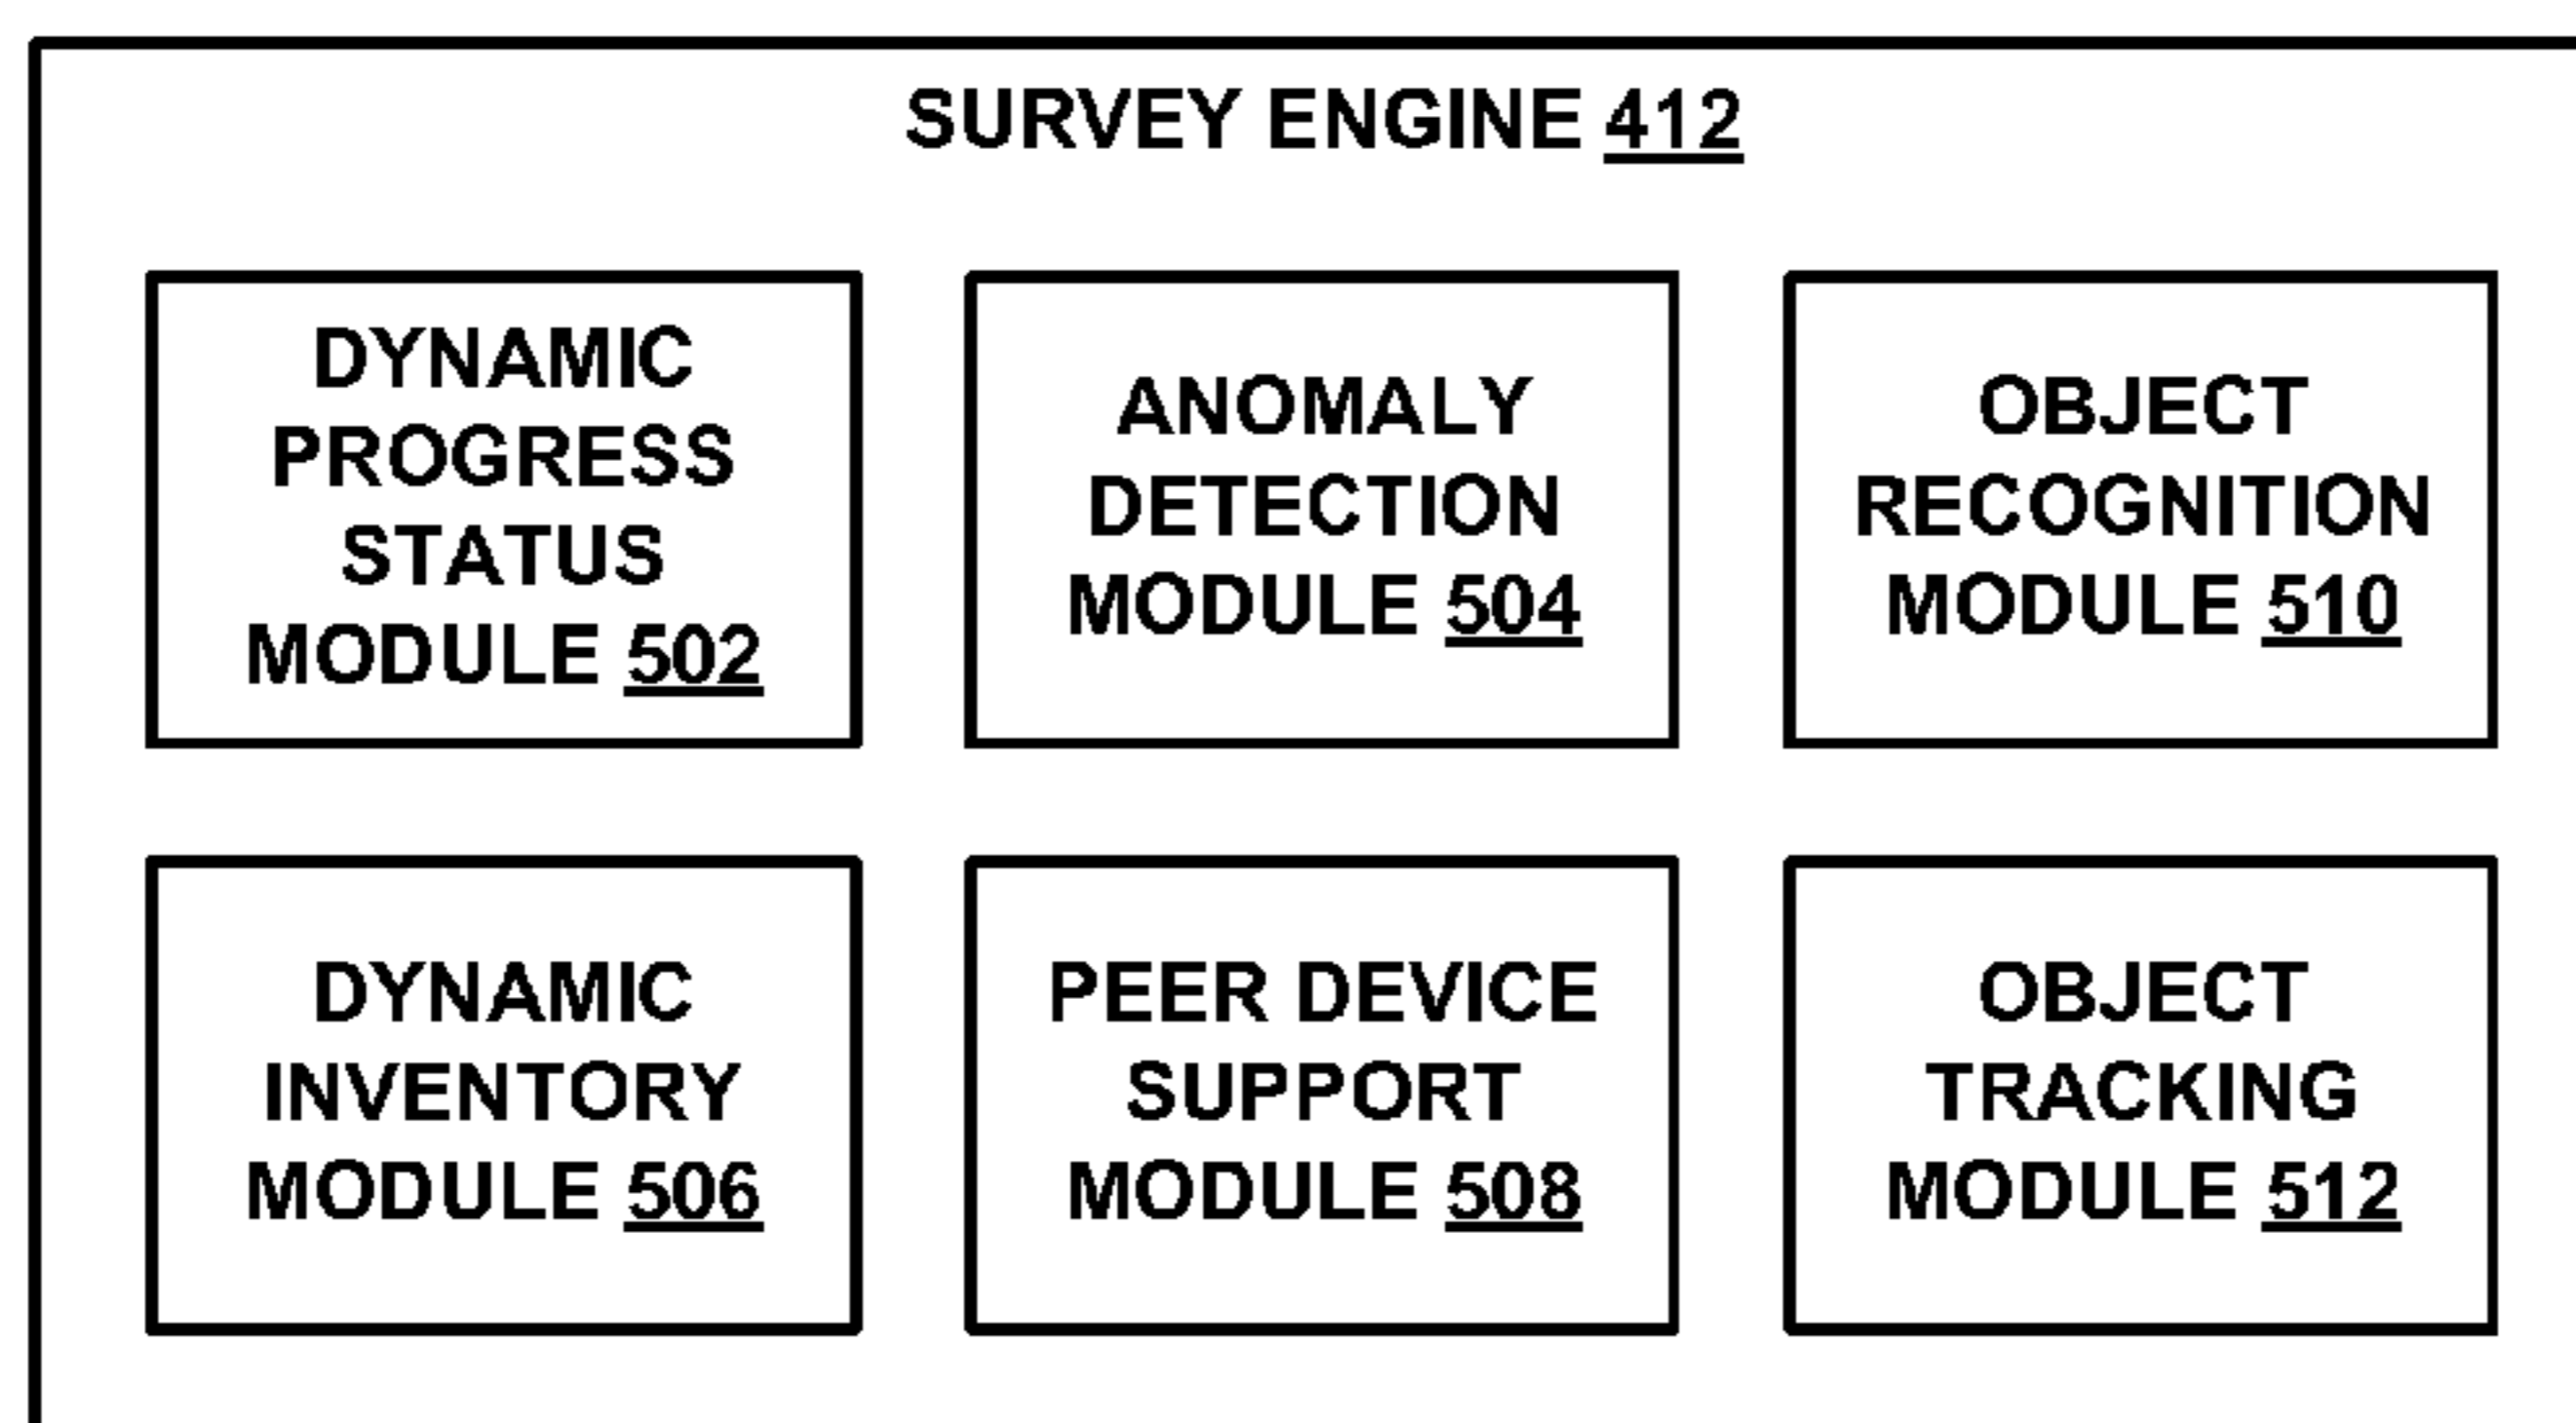 SURVEY ENGINE 412
DYNAMIC
PROGRESS
STATUS
MODULE 502
ANOMALY
DETECTION
MODULE 504
OBJECT
RECOGNITION
MODULE 510
DYNAMIC
INVENTORY
MODULE 506
PEER DEVICE
SUPPORT
MODULE 508
OBJECT
TRACKING
MODULE 512